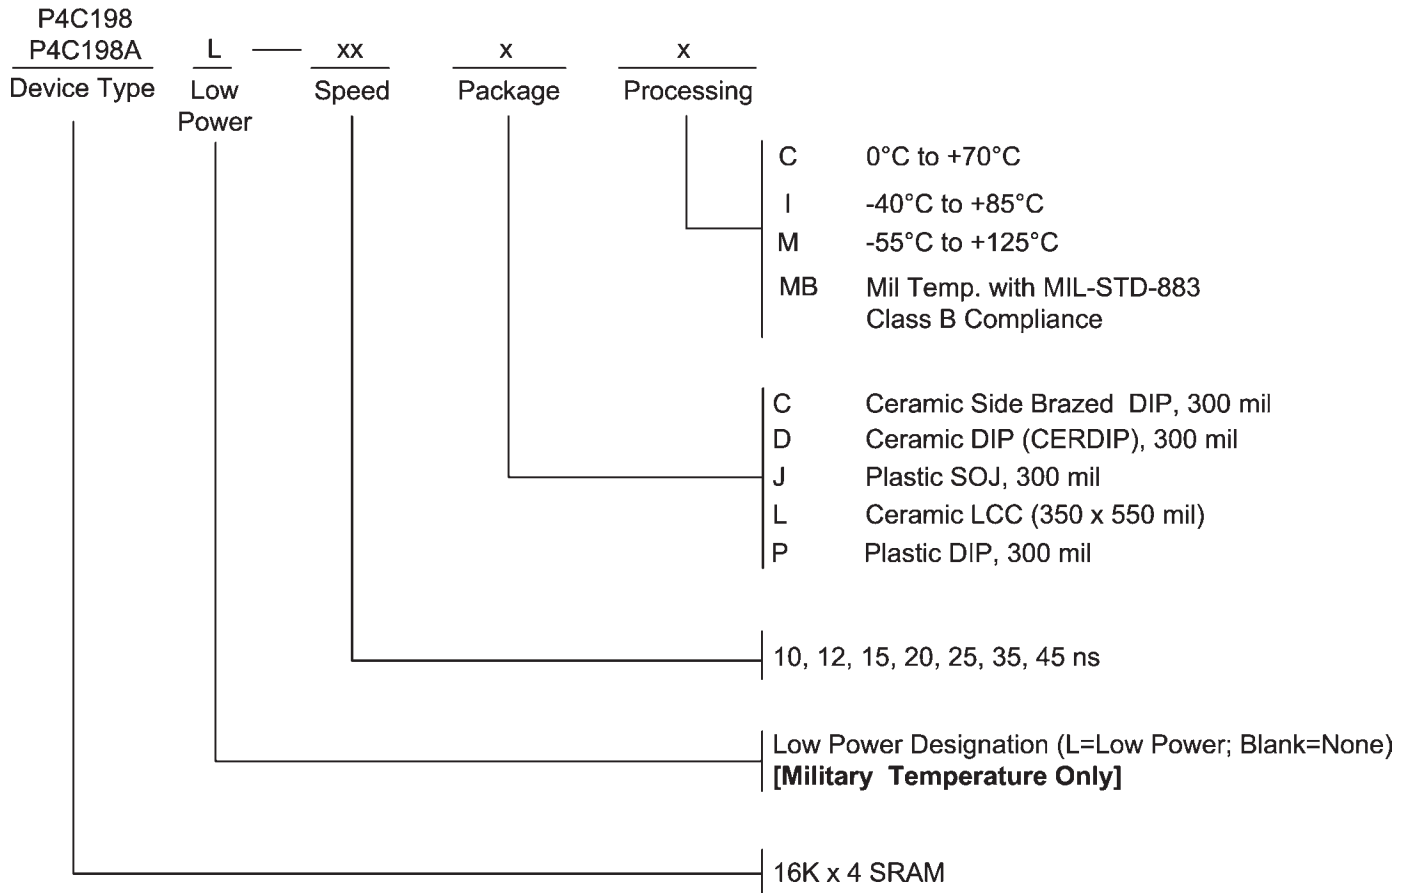 P4C198
P4C198A L xx x x
Device Type Low Power Speed Package Processing
C 0°C to +70°C
I -40°C to +85°C
M -55°C to +125°C
MB Mil Temp. with MIL-STD-883
Class B Compliance
C Ceramic Side Brazed DIP, 300 mil
D Ceramic DIP (CERDIP), 300 mil
J Plastic SOJ, 300 mil
L Ceramic LCC (350 x 550 mil)
P Plastic DIP, 300 mil
10, 12, 15, 20, 25, 35, 45 ns
Low Power Designation (L=Low Power; Blank=None)
[Military Temperature Only]
16K x 4 SRAM